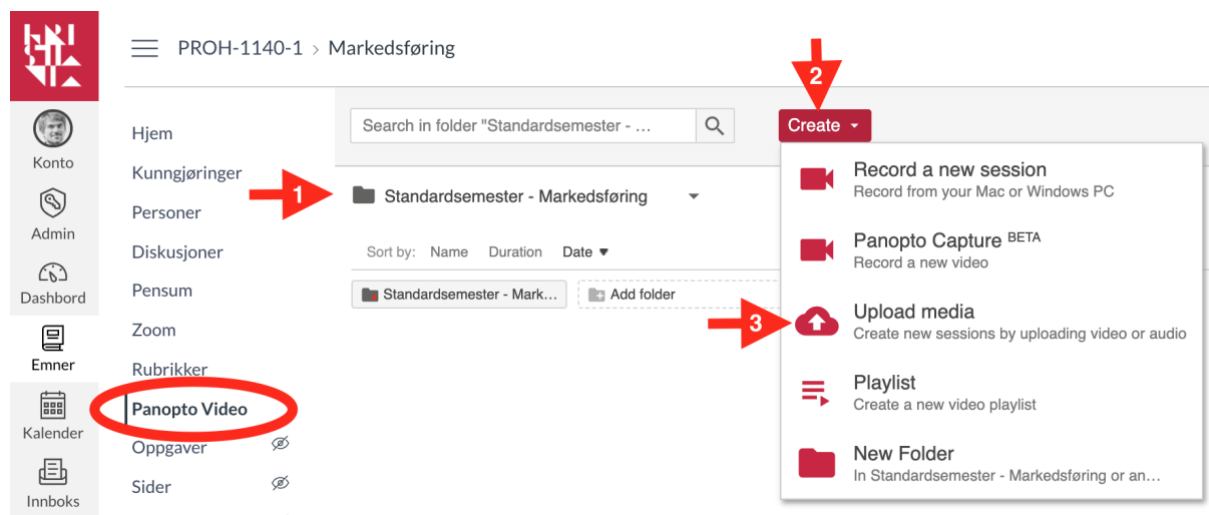 PROH-1140-1 > Markedsføring
Konto
Admin
Dashbord
Emner
Kalender
Innboks
Hjem
Kunngjøringer
Personer
Diskusjoner
Pensum
Zoom
Rubrikker
Panopto Video
Oppgaver
Sider
Search in folder "Standardsemester - ...
2
Create
1
Standardsemester - Markedsføring
Sort by: Name Duration Date ▼
Standardsemester - Mark...
Add folder
3
Record a new session
Record from your Mac or Windows PC
Panopto Capture BETA
Record a new video
Upload media
Create new sessions by uploading video or audio
Playlist
Create a new video playlist
New Folder
In Standardsemester - Markedsføring or an…